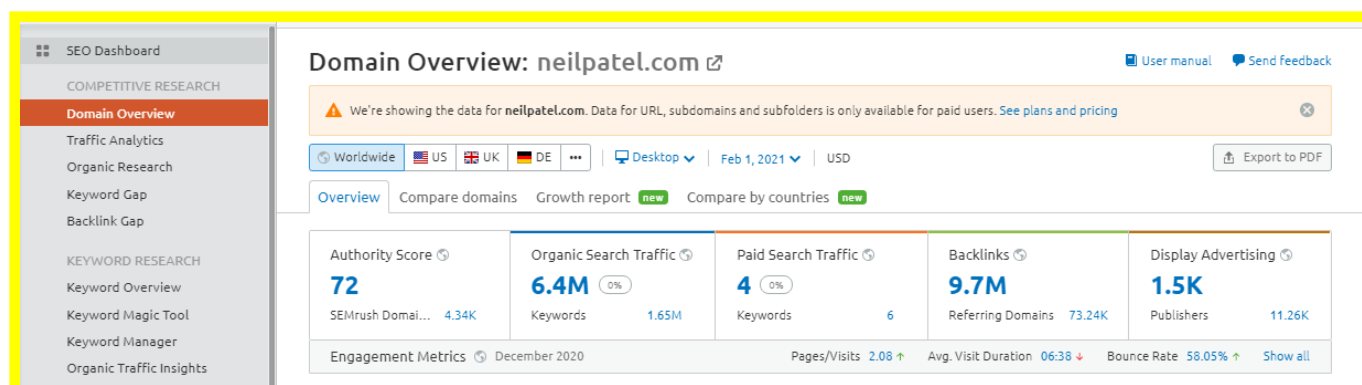 SEO Dashboard
COMPETITIVE RESEARCH
Domain Overview
Traffic Analytics
Organic Research
Keyword Gap
Backlink Gap
KEYWORD RESEARCH
Keyword Overview
Keyword Magic Tool
Keyword Manager
Organic Traffic Insights
Domain Overview: neilpatel.com
User manual Send feedback
We're showing the data for neilpatel.com. Data for URL, subdomains and subfolders is only available for paid users. See plans and pricing
Worldwide US UK DE ••• Desktop Feb 1, 2021 USD
Export to PDF
Overview Compare domains Growth report new Compare by countries new
Authority Score
72
SEMrush Domai... 4.34K
Organic Search Traffic
6.4M 0%
Keywords 1.65M
Paid Search Traffic
4 0%
Keywords 6
Backlinks
9.7M
Referring Domains 73.24K
Display Advertising
1.5K
Publishers 11.26K
Engagement Metrics December 2020 Pages/Visits 2.08 ↑ Avg. Visit Duration 06:38 ↓ Bounce Rate 58.05% ↑ Show all